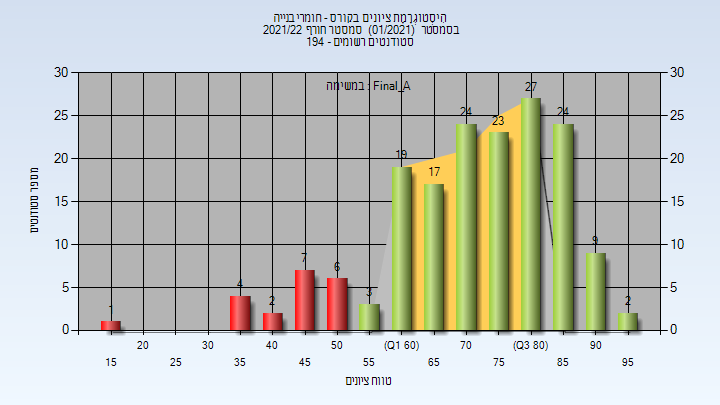 היסטוגרמת ציונים בקורס - חומרי בנייה
בסמסטר (01/2021) סמסטר חורף 2021/22
סטודנטים רשומים - 194
במשימה : Final_A
מספר סטודנטים
30 25 20 15 10 5 0
30 25 20 15 10 5 0
1 4 2 7 6 3 19 17 24 23 27 24 9 2
20 30 40 50 (Q1 60) 70 (Q3 80) 90
15 25 35 45 55 65 75 85 95
טווח ציונים